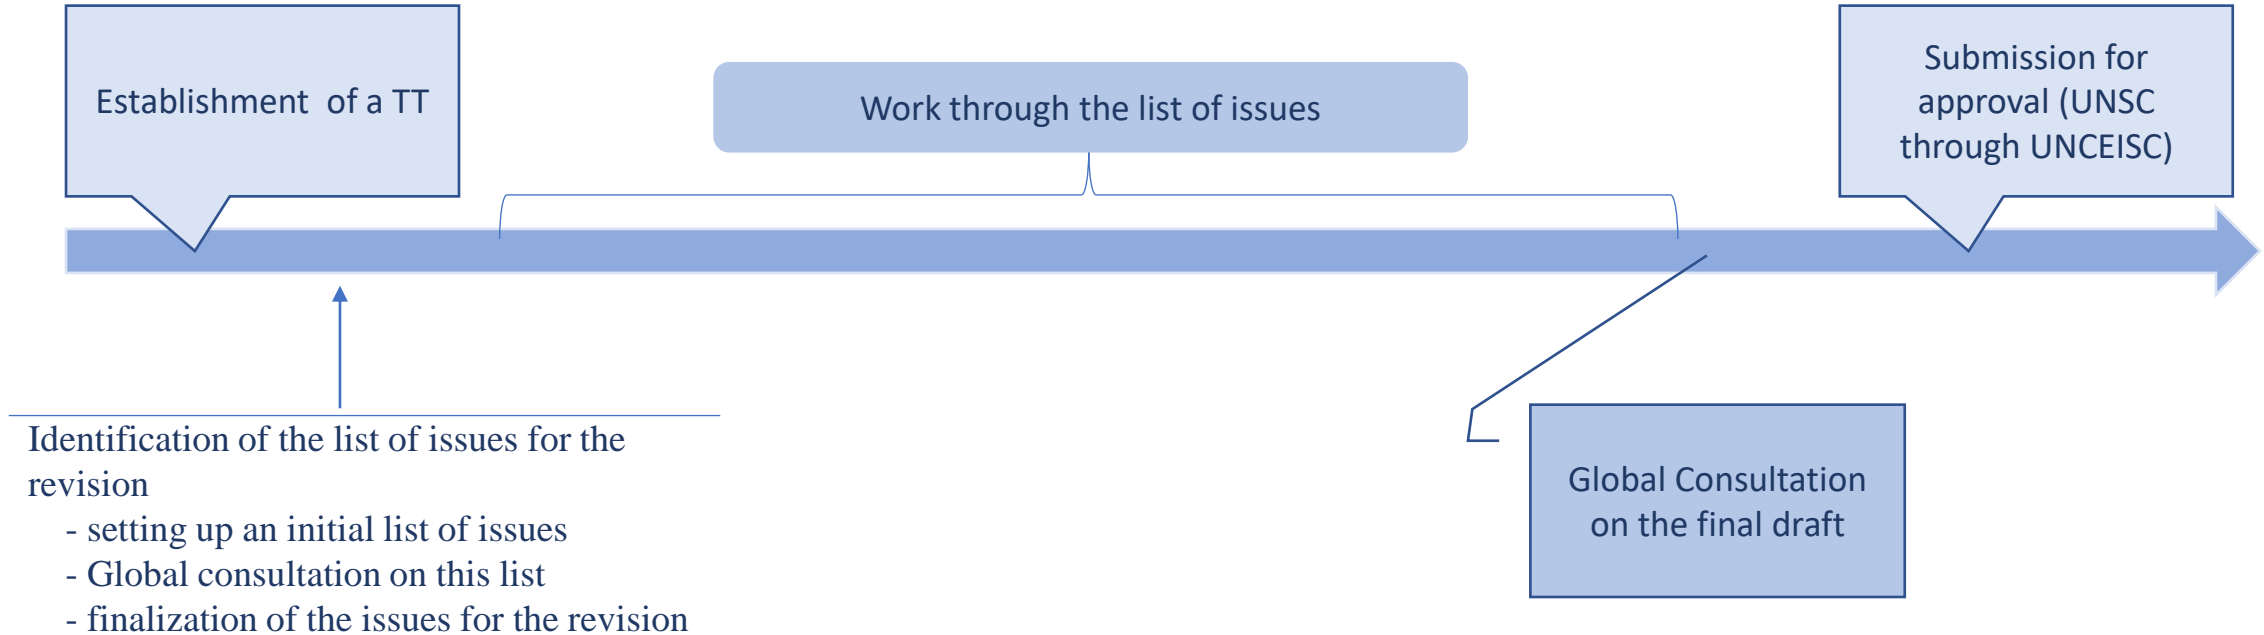 Establishment  of a TT
Work through the list of issues
Submission for
approval (UNSC
through UNCEISC)
Identification of the list of issues for the
revision
- setting up an initial list of issues
- Global consultation on this list
- finalization of the issues for the revision
Global Consultation
on the final draft